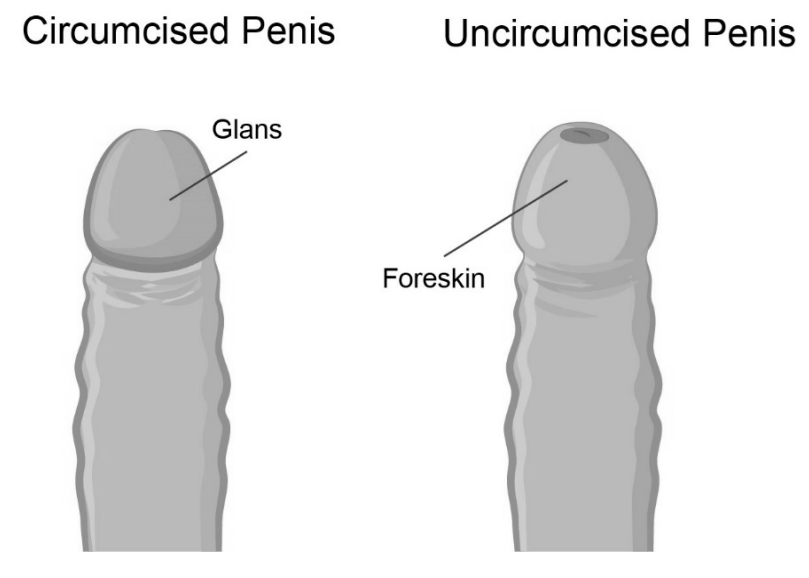 Circumcised Penis
Uncircumcised Penis
Glans
Foreskin